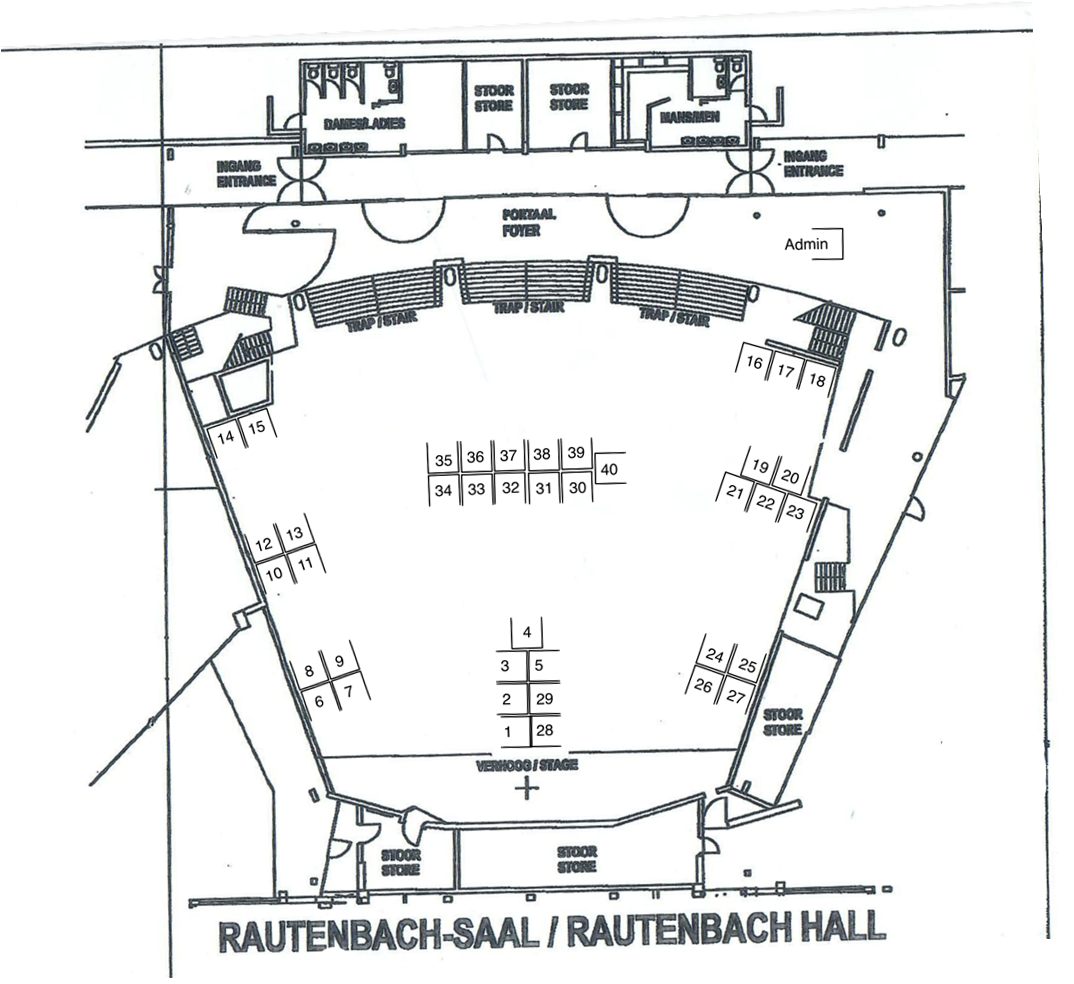 STOOR
STORE
STOOR
STORE
DAMES/LADIES
MANS/MEN
INGANG
ENTRANCE
INGANG
ENTRANCE
PORTAAL
FOYER
Admin
TRAP / STAIR
TRAP / STAIR
TRAP / STAIR
16 17 18
14 15
35 36 37 38 39
40
34 33 32 31 30
19 20
21 22 23
12 13
10 11
4
3 5
8 9
6 7
24 25
26 27
2 29
1 28
STOOR
STORE
VERHOOG / STAGE
STOOR
STORE
STOOR
STORE
RAUTENBACH-SAAL / RAUTENBACH HALL